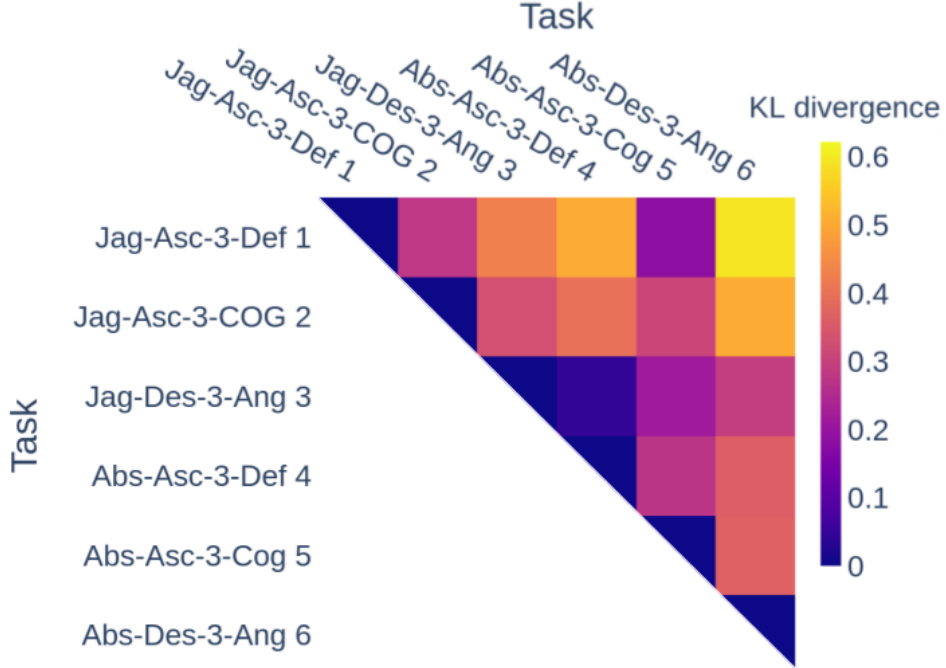 Task
Jag-Asc-3-Def 1
Jag-Asc-3-COG 2
Jag-Des-3-Ang 3
Abs-Asc-3-Def 4
Abs-Asc-3-Cog 5
Abs-Des-3-Ang 6
KL divergence
0.6
0.5
0.4
0.3
0.2
0.1
0
Task
Jag-Asc-3-Def 1
Jag-Asc-3-COG 2
Jag-Des-3-Ang 3
Abs-Asc-3-Def 4
Abs-Asc-3-Cog 5
Abs-Des-3-Ang 6